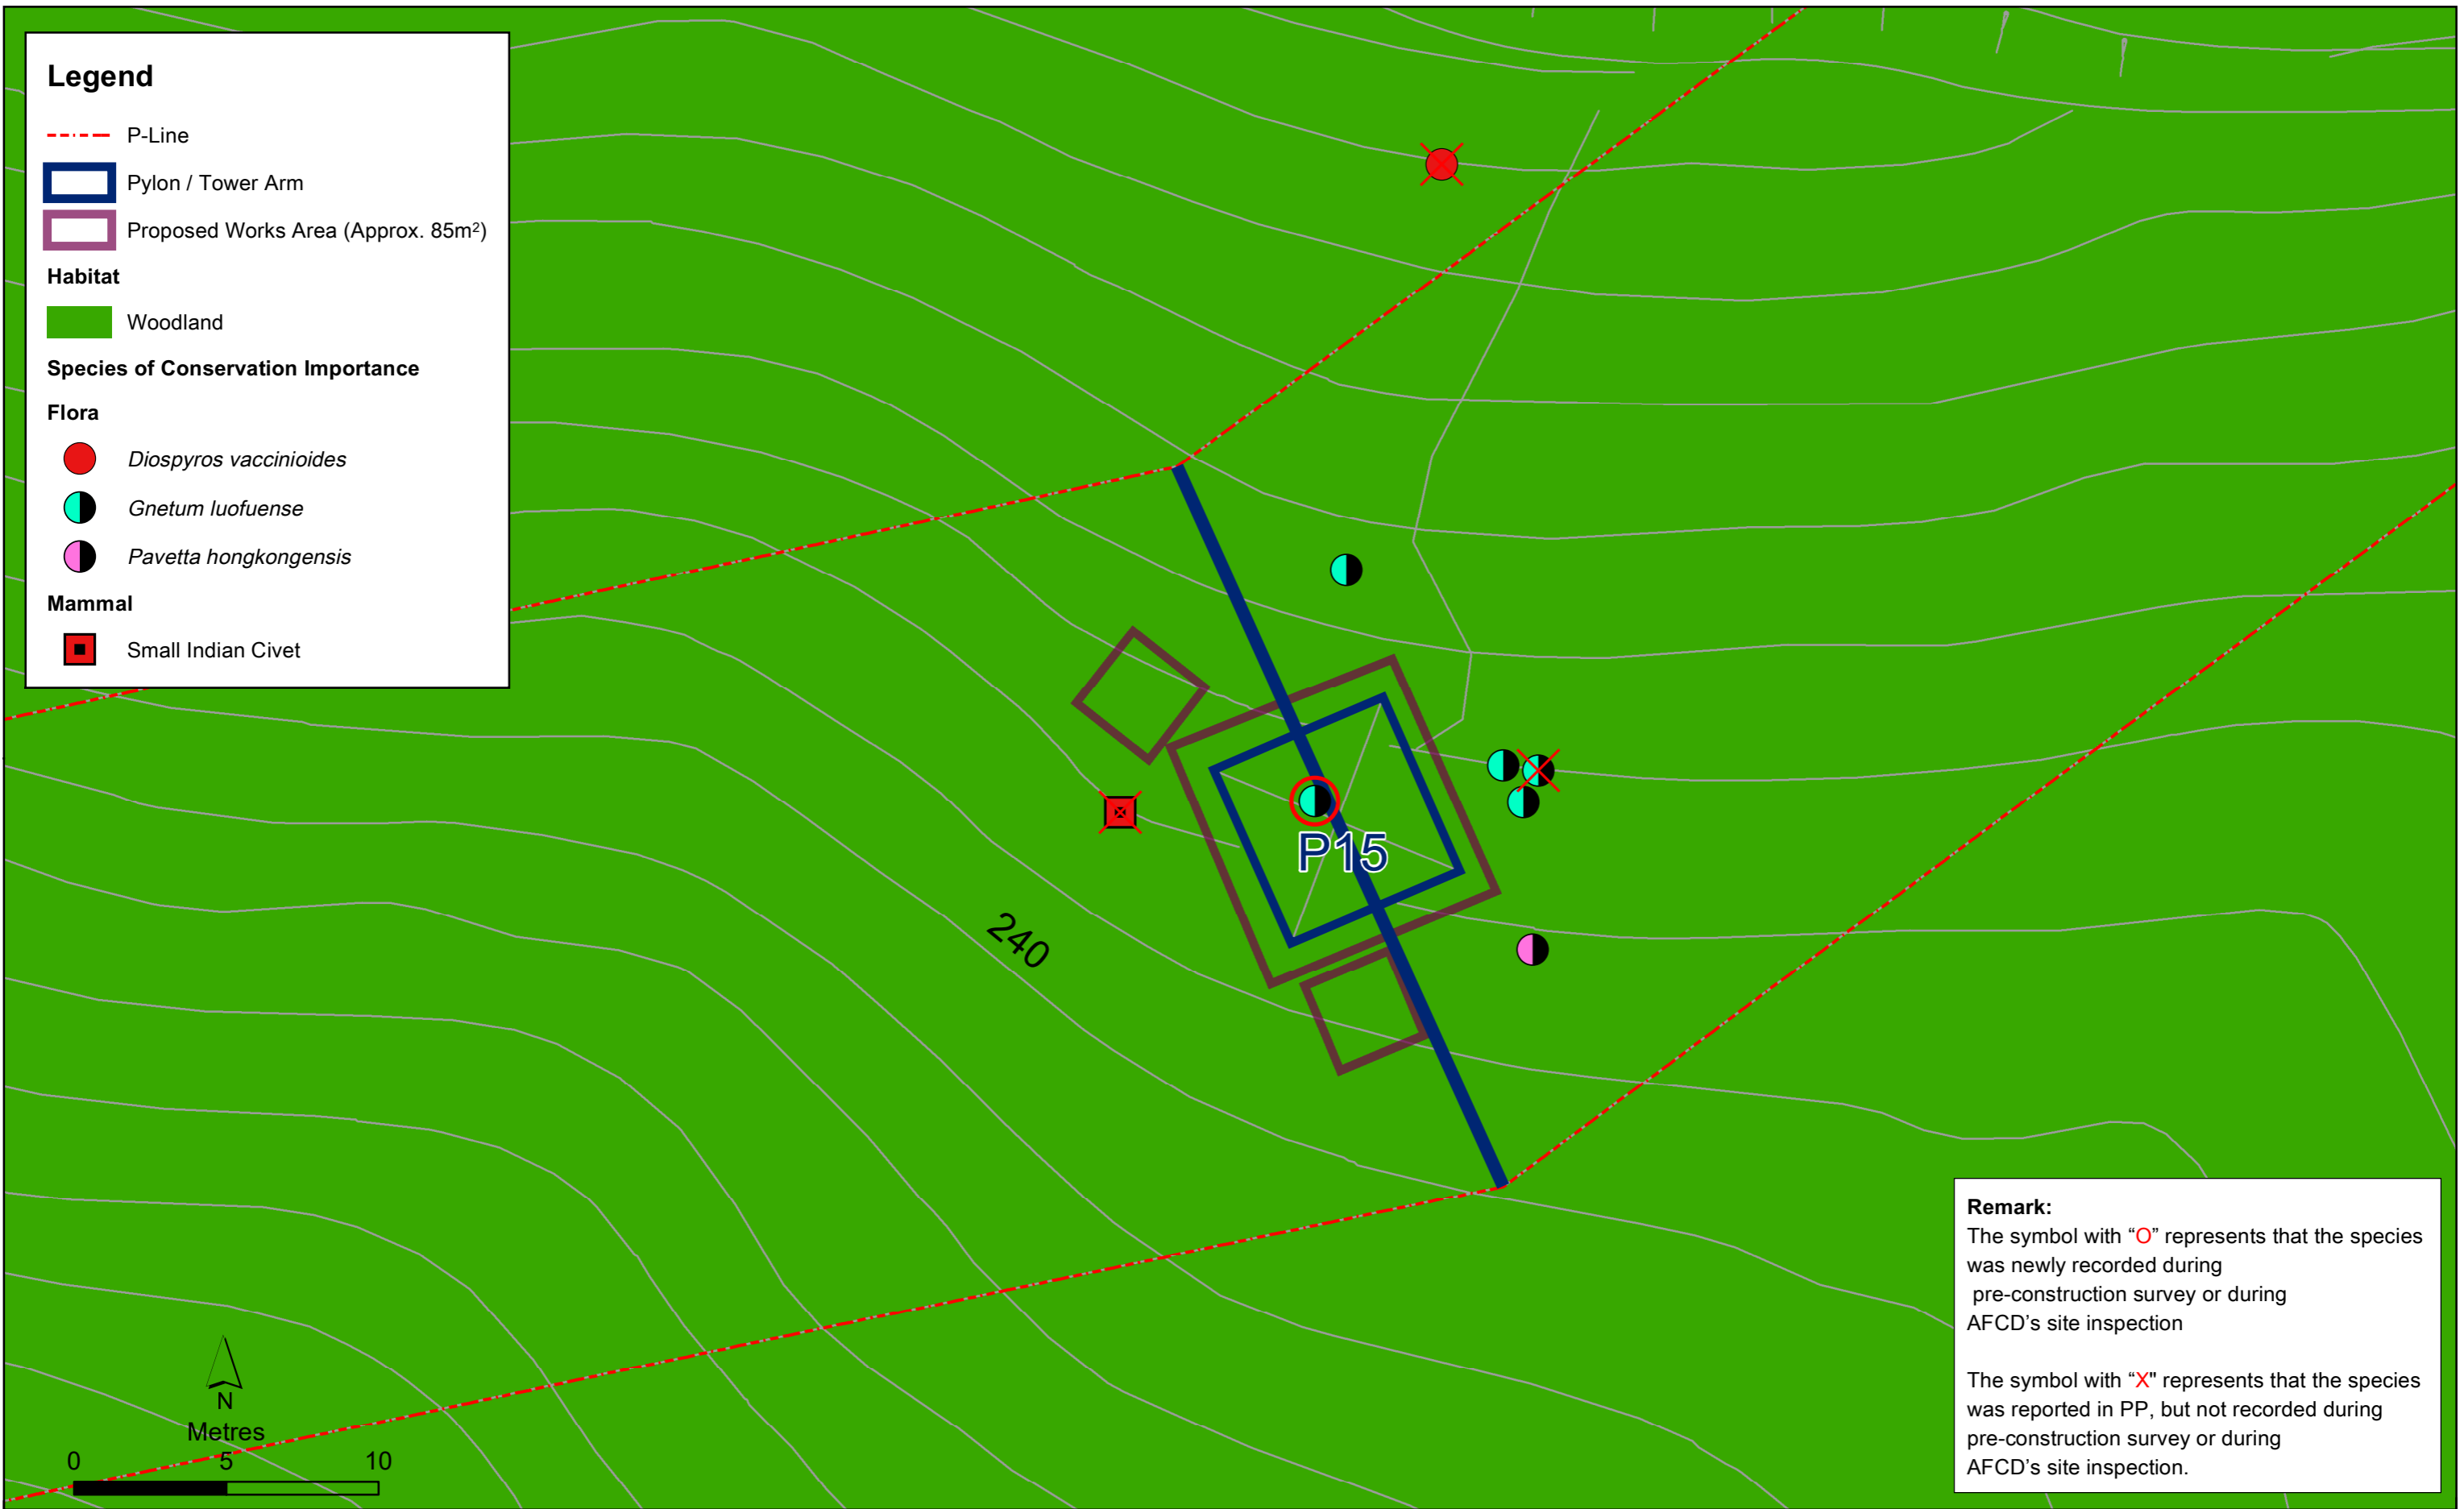 Legend
P-Line
Pylon / Tower Arm
Proposed Works Area (Approx. 85m²)
Habitat
Woodland
Species of Conservation Importance
Flora
Diospyros vaccinioides
Gnetum luofuense
Pavetta hongkongensis
Mammal
Small Indian Civet
P15
240
N
Metres
0 5 10
Remark:
The symbol with “O” represents that the species
was newly recorded during
pre-construction survey or during
AFCD's site inspection
The symbol with “X" represents that the species
was reported in PP, but not recorded during
pre-construction survey or during
AFCD's site inspection.